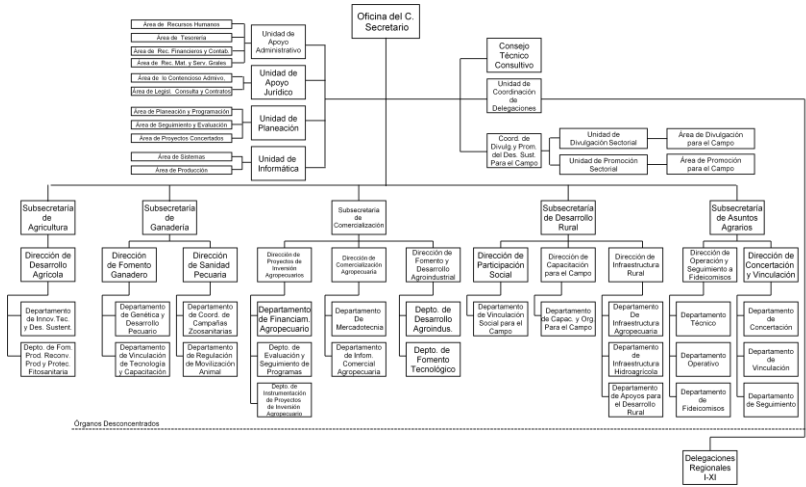 Oficina del C.
Secretario
Área de Recursos Humanos
Área de Tesorería
Área de Rec. Financieros y Contab.
Área de Rec. Mat. y Serv. Grales
Unidad de
Apoyo
Administrativo
Área de lo Contencioso Admivo.
Área de Legisl. Consulta y Contratos
Unidad de
Apoyo
Jurídico
Área de Planeación y Programación
Área de Seguimiento y Evaluación
Área de Proyectos Concertados
Unidad
de Planeación
Área de Sistemas
Área de Producción
Unidad de
Informática
Consejo
Técnico
Consultivo
Unidad de
Coordinación
de
Delegaciones
Coord. de
Divulg y Prom.
del Des. Sust.
Para el Campo
Unidad de
Divulgación Sectorial
Área de Divulgación
para el Campo
Unidad de Promoción
Sectorial
Área de Promoción
para el Campo
Subsecretaría
de
Agricultura
Subsecretaría
de
Ganadería
Subsecretaría
de
Comercialización
Subsecretaría
de Desarrollo
Rural
Subsecretaría
de Asuntos
Agrarios
Dirección de
Desarrollo
Agrícola
Dirección
de Fomento
Ganadero
Dirección
de Sanidad
Pecuaria
Dirección de
Proyectos de
Inversión
Agropecuarios
Dirección de
Comercialización
Agropecuaria
Dirección de
Fomento y
Desarrollo
Agroindustrial
Dirección de
Participación
Social
Dirección de
Capacitación
para el Campo
Dirección de
Infraestructura
Rural
Dirección
de Operación y
Seguimiento a
Fideicomisos
Dirección de
Concertación
y Vinculación
Departamento
de Innov. Tec.
y Des. Sustent.
Departamento
de Genética y
Desarrollo
Pecuario
Departamento
de Coord. de
Campañas
Zoosanitarias
Departamento
de Financiam.
Agropecuario
Departamento
De
Mercadotecnia
Depto. de
Desarrollo
Agroindus.
Departamento
de Vinculación
Social para el
Campo
Departamento
de Capac. y Org.
Para el Campo
Departamento
De
Infraestructura
Agropecuaria
Departamento
Técnico
Departamento
de
Concertación
Depto. de Fom.
Prod. Reconv.
Prod y Protec.
Fitosanitaria
Departamento
de Vinculación
de Tecnología
y Capacitación
Departamento
de Regulación
de Movilización
Animal
Depto. de
Evaluación y
Seguimiento de
Programas
Departamento
de Infom.
Comercial
Agropecuaria
Depto. de
Fomento
Tecnológico
Departamento
de
Infraestructura
Hidroagrícola
Departamento
Operativo
Departamento
de
Vinculación
Depto. de
Instrumentación
de Proyectos
de Inversión
Agropecuario
Departamento
de Apoyos para
el Desarrollo
Rural
Departamento
de
Fideicomisos
Departamento
de Seguimiento
Órganos Desconcentrados
Delegaciones
Regionales
I-XI